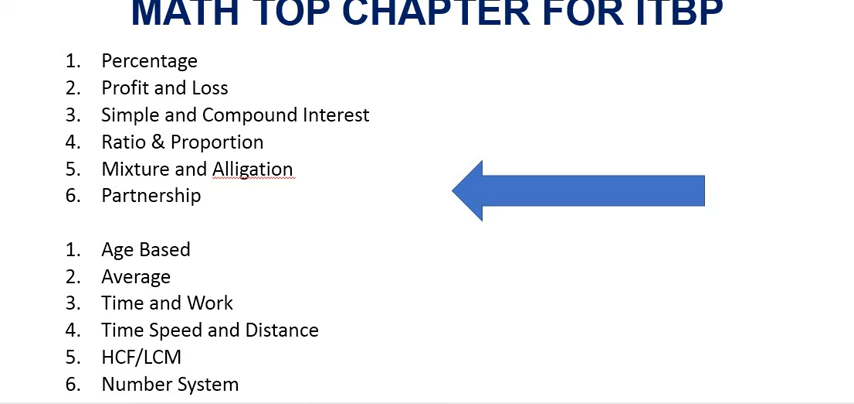 MATH TOP CHAPTER FOR ITBP
1. Percentage
2. Profit and Loss
3. Simple and Compound Interest
4. Ratio & Proportion
5. Mixture and Alligation
6. Partnership
1. Age Based
2. Average
3. Time and Work
4. Time Speed and Distance
5. HCF/LCM
6. Number System